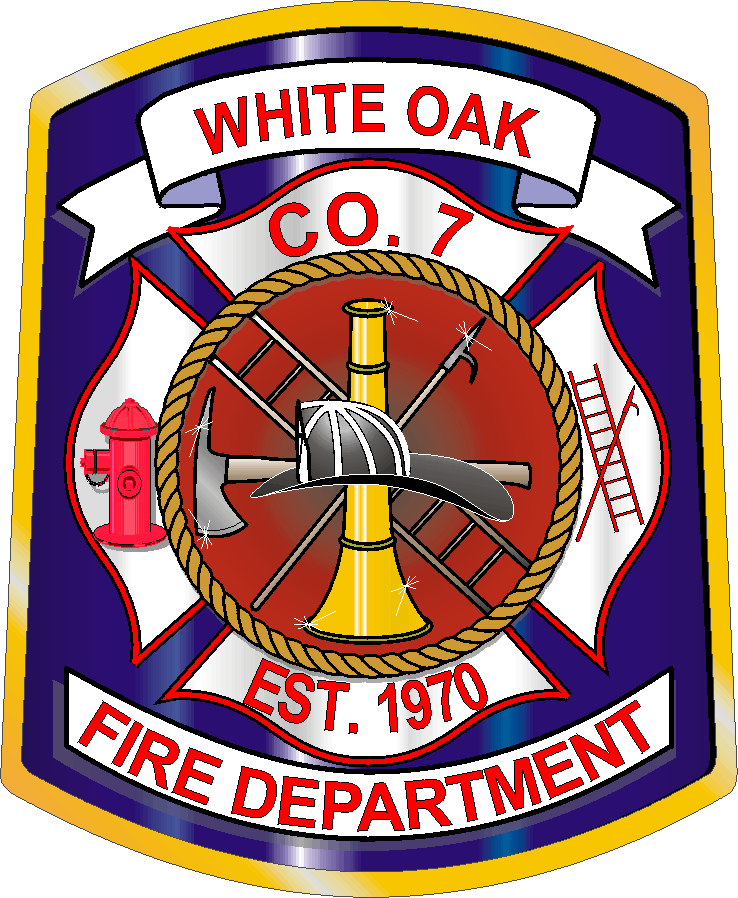 WHITE OAK
CO. 7
EST. 1970
FIRE DEPARTMENT